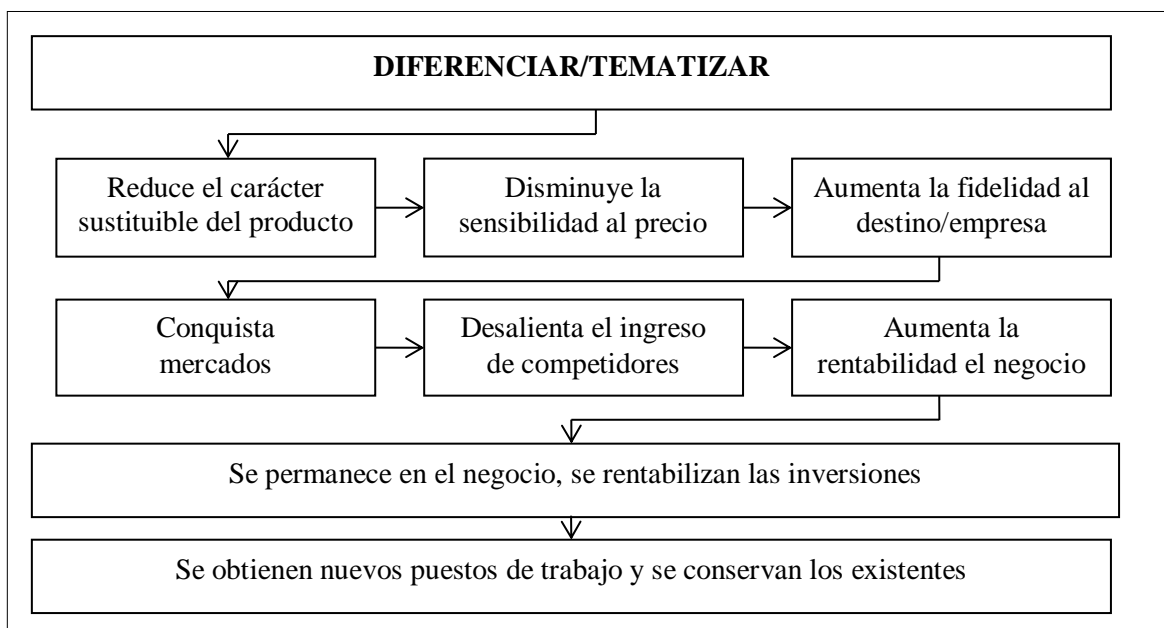 DIFERENCIAR/TEMATIZAR
Reduce el carácter
sustituible del producto
Disminuye la
sensibilidad al precio
Aumenta la fidelidad al
destino/empresa
Conquista
mercados
Desalienta el ingreso
de competidores
Aumenta la
rentabilidad el negocio
Se permanece en el negocio, se rentabilizan las inversiones
Se obtienen nuevos puestos de trabajo y se conservan los existentes